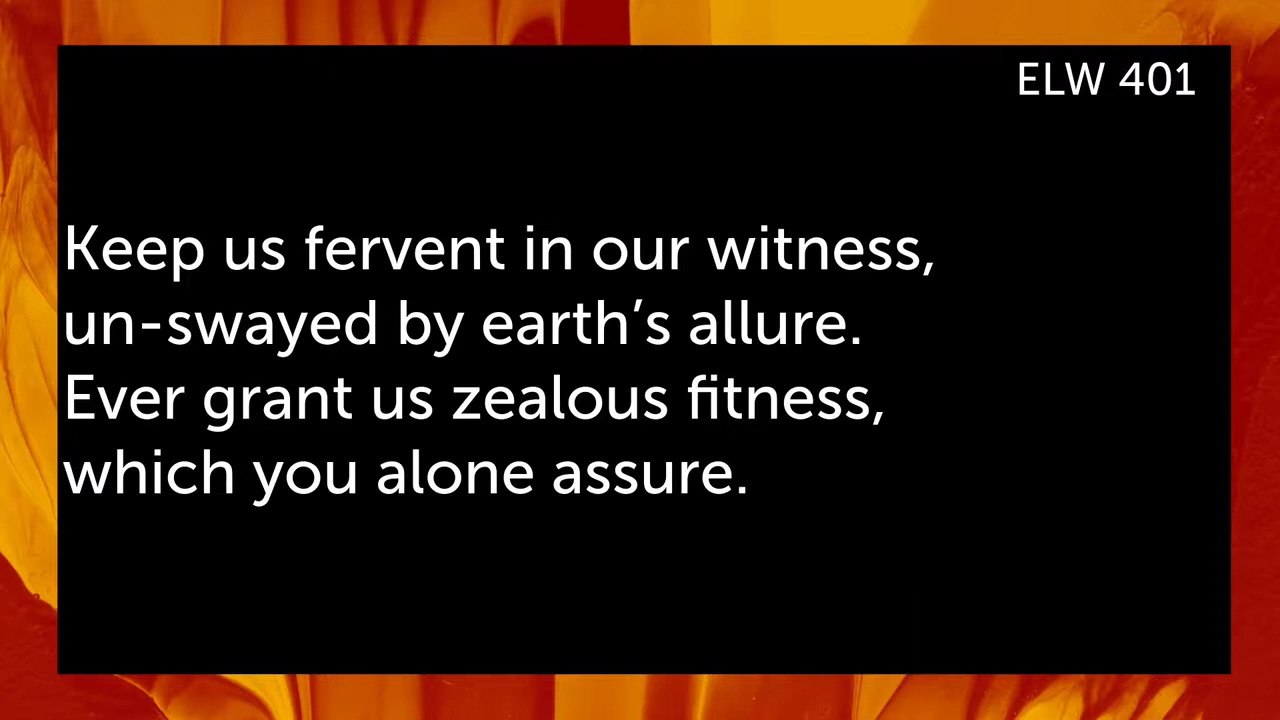 ELW 401
Keep us fervent in our witness,
un-swayed by earth’s allure.
Ever grant us zealous fitness,
which you alone assure.